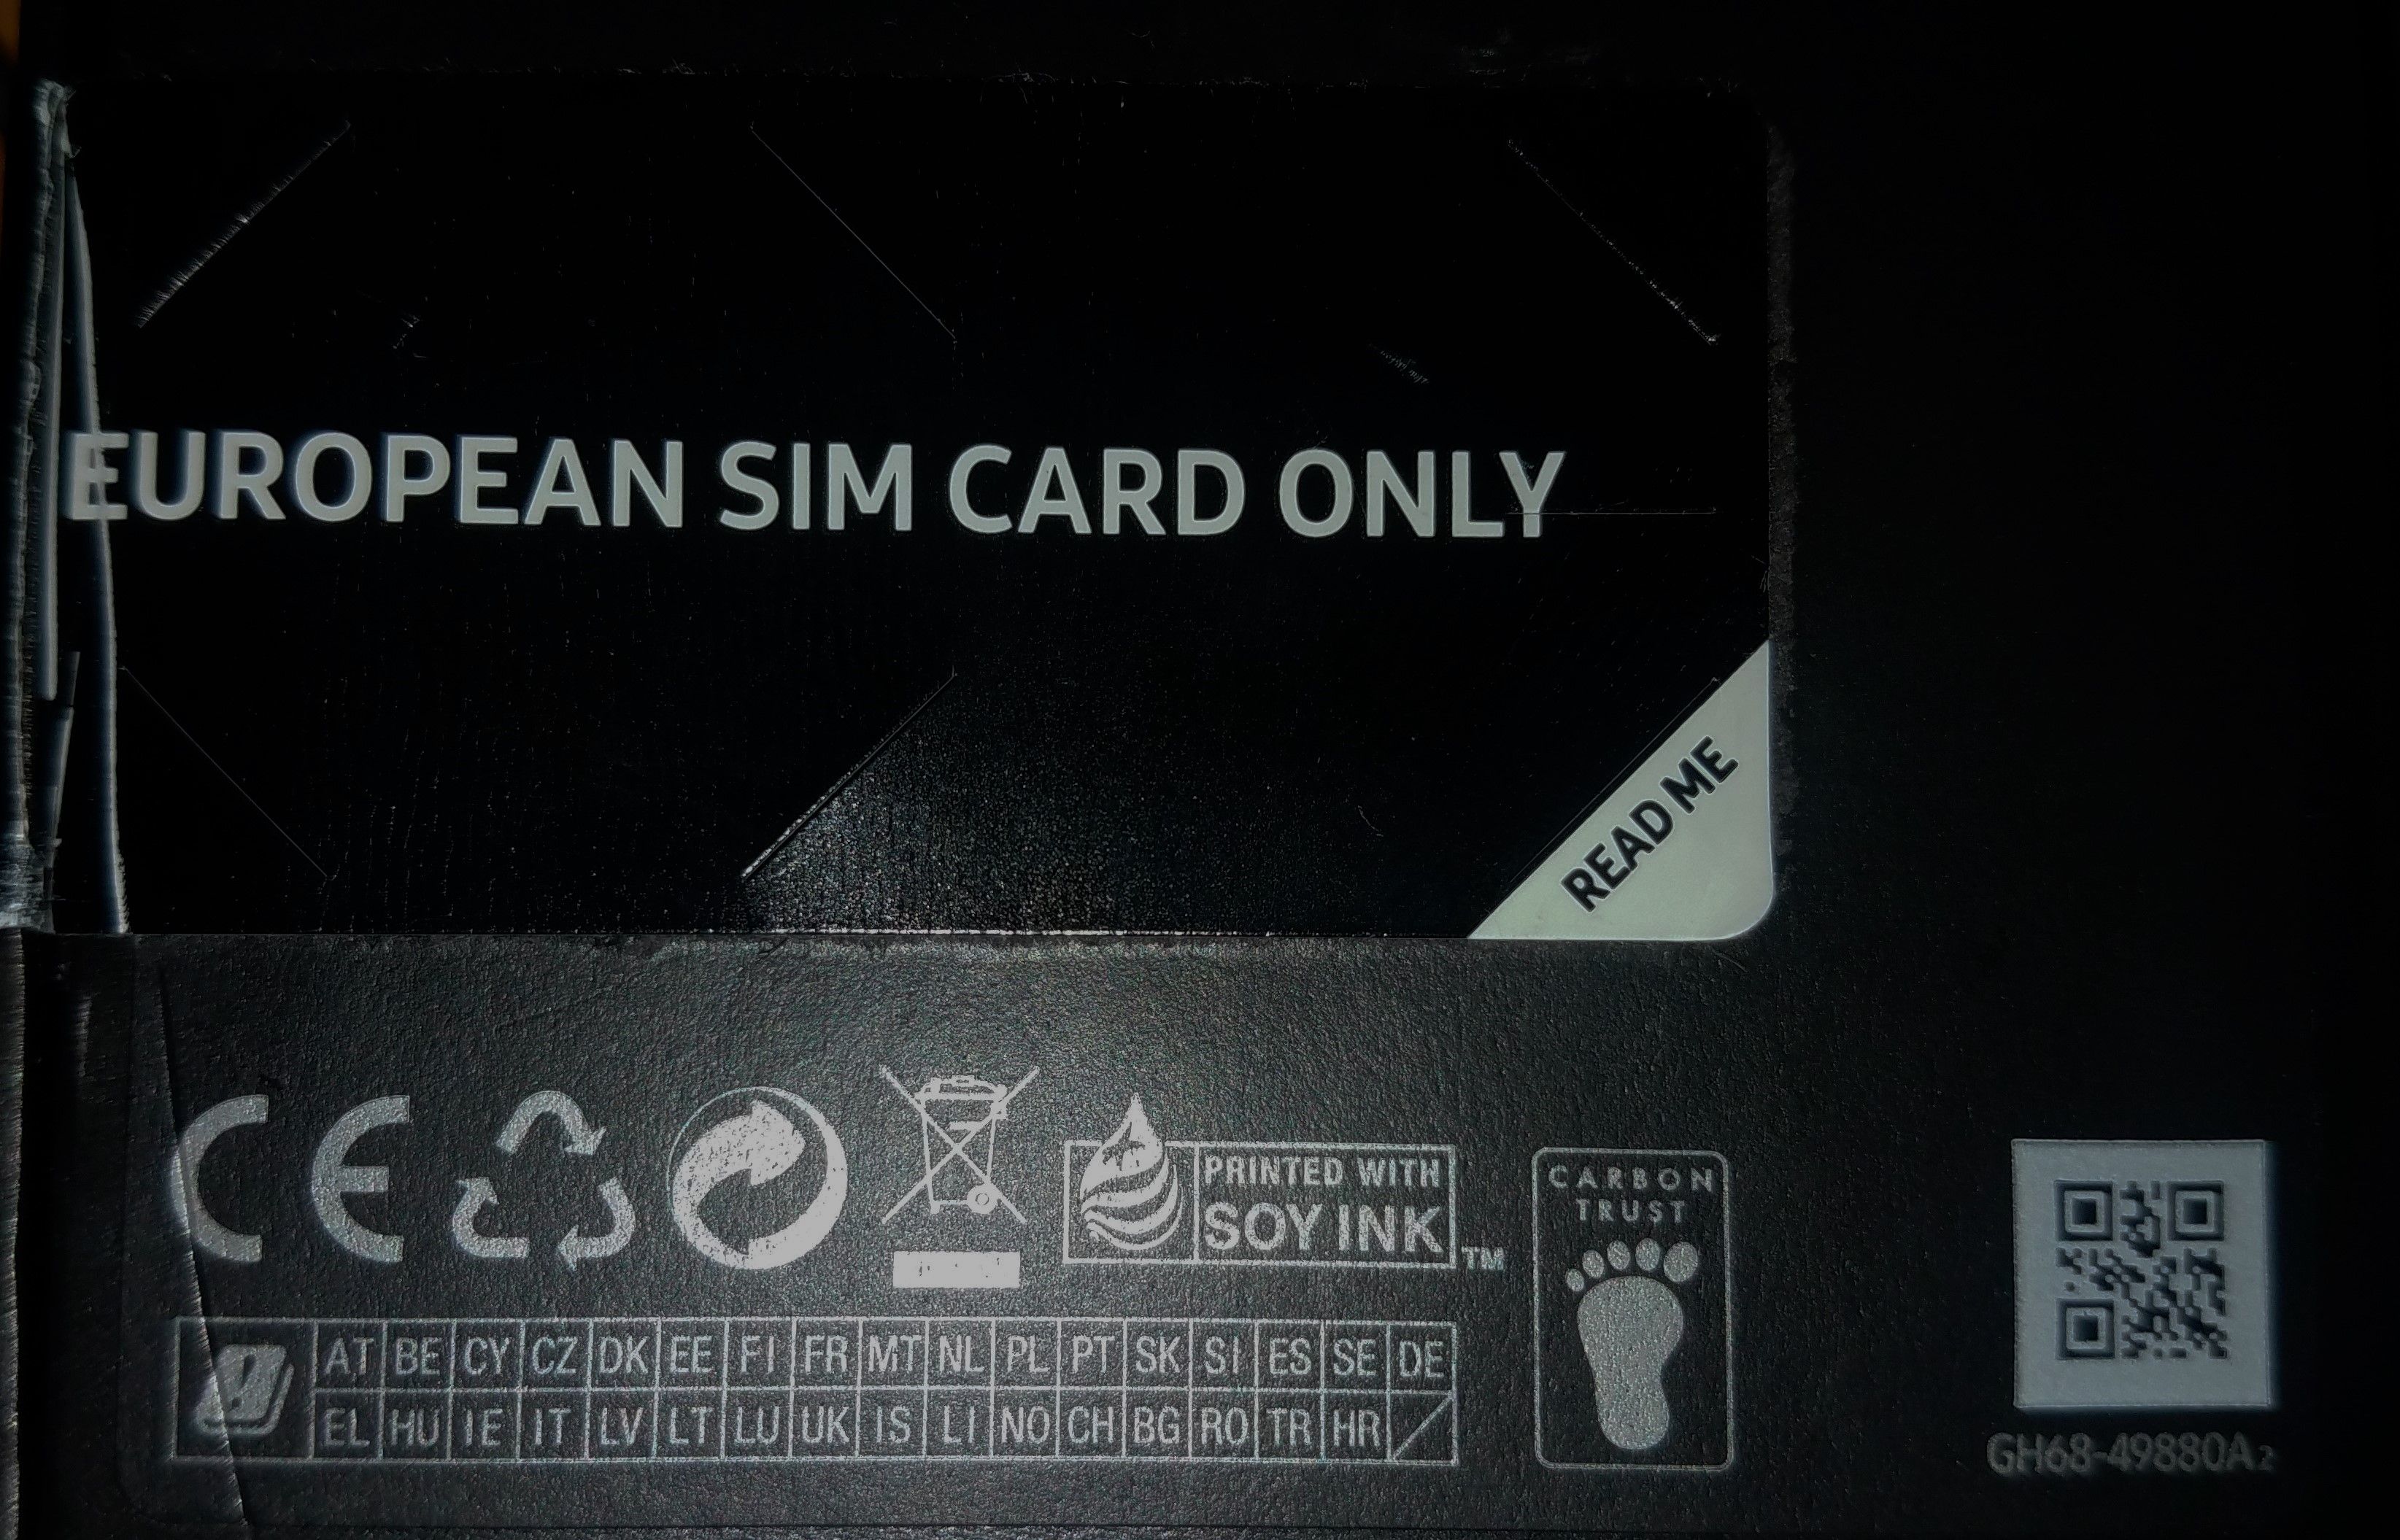 EUROPEAN SIM CARD ONLY
READ ME
CE
PRINTED WITH
SOY INK
TM
CARBON
TRUST
AT BE CY CZ DK EE FI FR MT NL PL PT SK SI ES SE DE
EL HU IE IT LV LT LU UK IS LI NO CH BG RO TR HR
GH68-49880A2